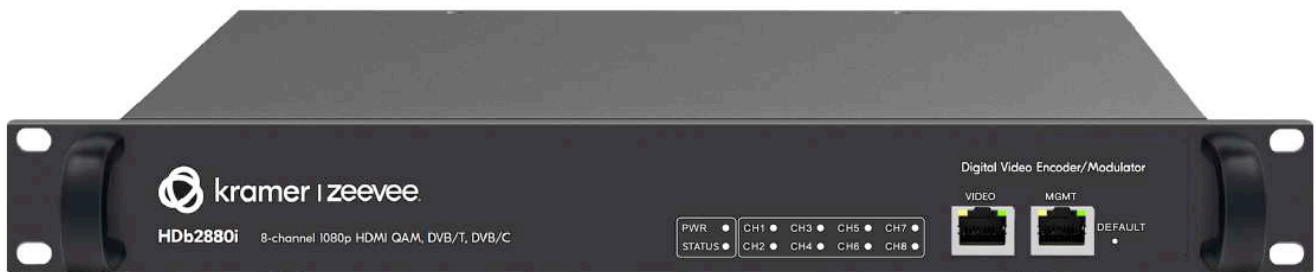 Digital Video Encoder/Modulator
kramer | zeevee.
VIDEO MGMT
HDb2880i 8-channel 1080p HDMI QAM, DVB/T, DVB/C
PWR CH1 CH3 CH5 CH7 DEFAULT
STATUS CH2 CH4 CH6 CH8